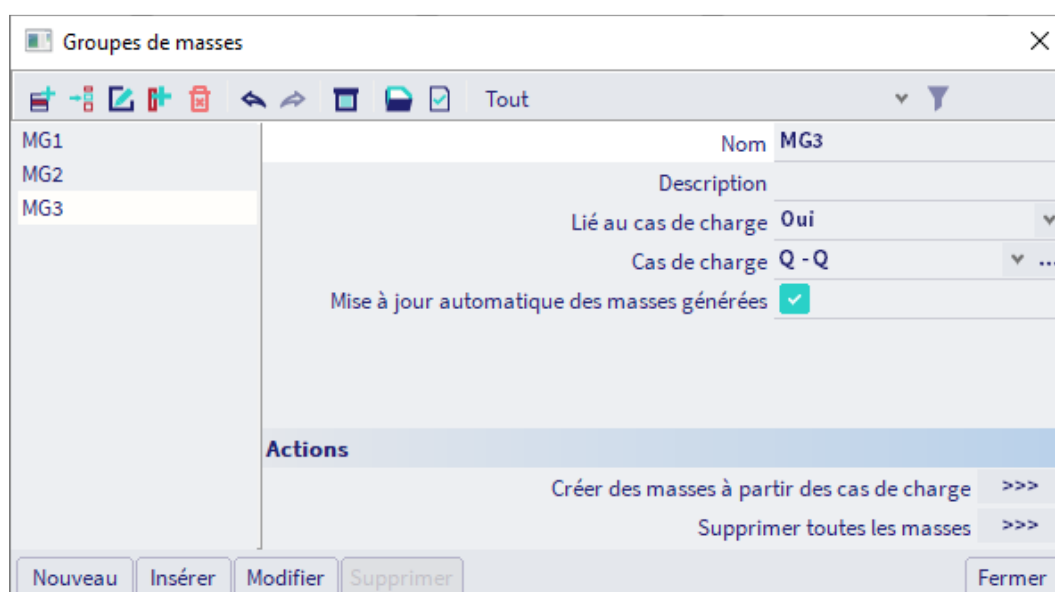 Groupes de masses
Tout
MG1
MG2
MG3
Nom MG3
Description
Lié au cas de charge Oui
Cas de charge Q - Q ...
Mise à jour automatique des masses générées
Actions
Créer des masses à partir des cas de charge >>>
Supprimer toutes les masses >>>
Nouveau Insérer Modifier Supprimer Fermer